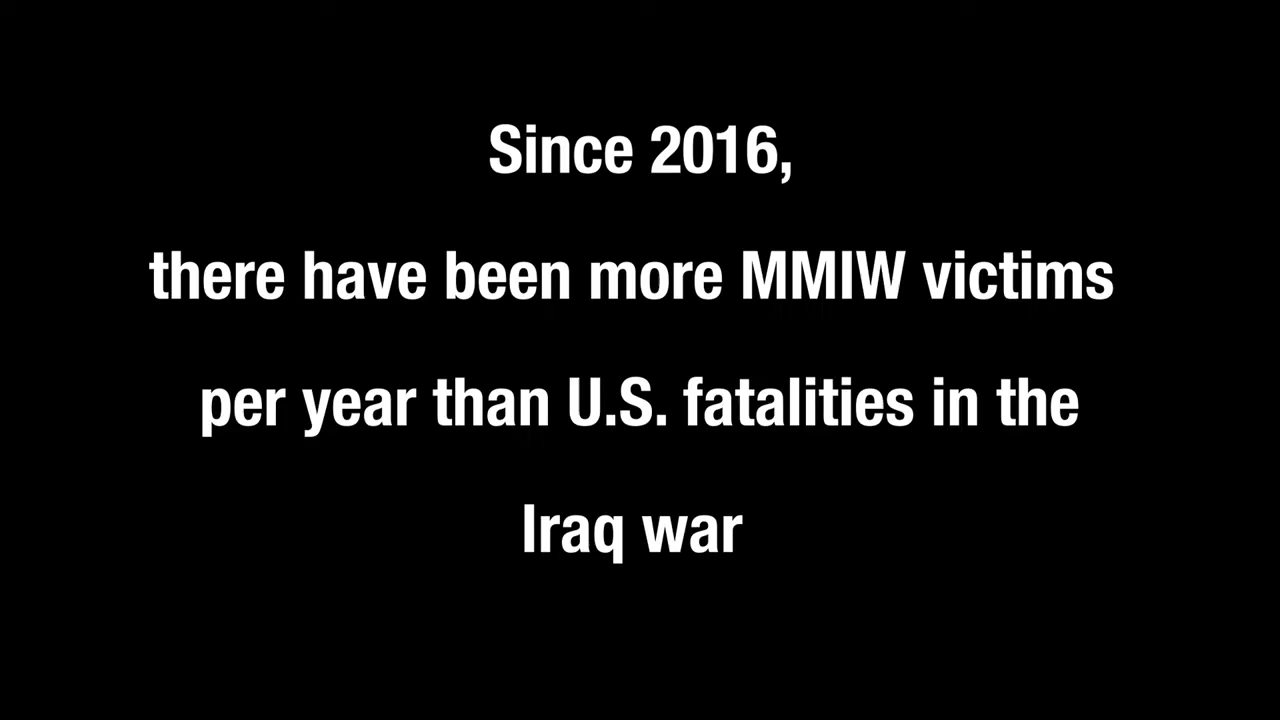 Since 2016,
there have been more MMIW victims
per year than U.S. fatalities in the
Iraq war